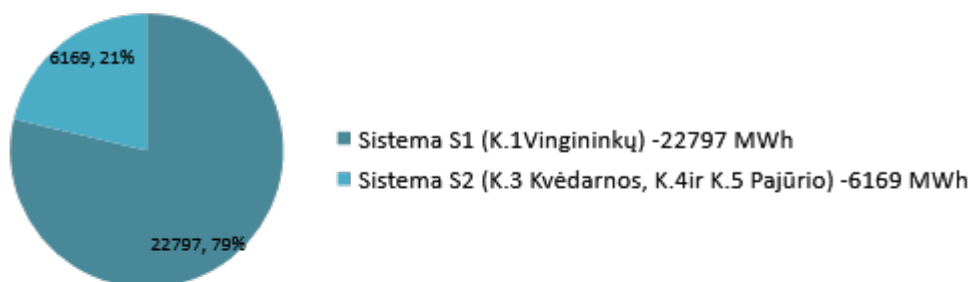 6169, 21%
22797, 79%
Sistema S1 (K.1Vingininkų) -22797 MWh
Sistema S2 (K.3 Kvėdarnos, K.4ir K.5 Pajūrio) -6169 MWh